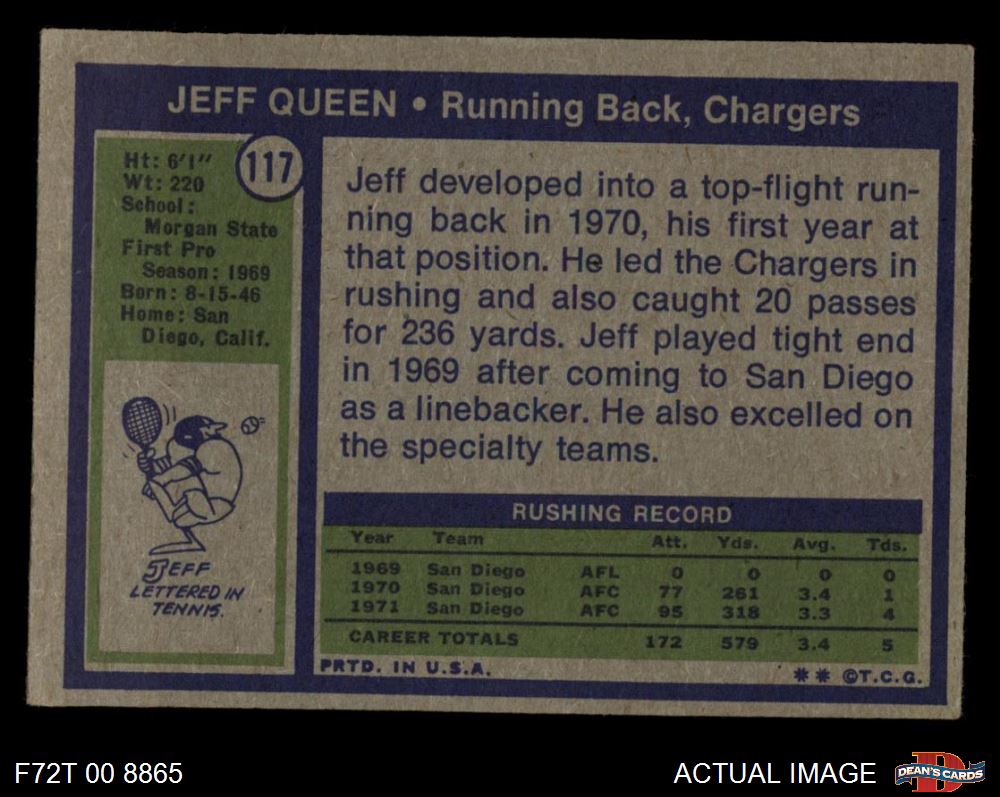 JEFF QUEEN • Running Back, Chargers
117
Ht: 6'1"
Wt: 220
School:
Morgan State
First Pro
Season: 1969
Born: 8-15-46
Home: San
Diego, Calif.
JEFF
LETTERED IN
TENNIS.
Jeff developed into a top-flight run-
ning back in 1970, his first year at
that position. He led the Chargers in
rushing and also caught 20 passes
for 236 yards. Jeff played tight end
in 1969 after coming to San Diego
as a linebacker. He also excelled on
the specialty teams.
RUSHING RECORD
Year Team Att. Yds. Avg. Tds.
1969 San Diego AFL 0 0 0 0
1970 San Diego AFC 77 261 3.4 1
1971 San Diego AFC 95 318 3.3 4
CAREER TOTALS 172 579 3.4 5
PRTD. IN U.S.A. ** ©T.C.G.
F72T 00 8865
ACTUAL IMAGE
DEAN'S CARDS